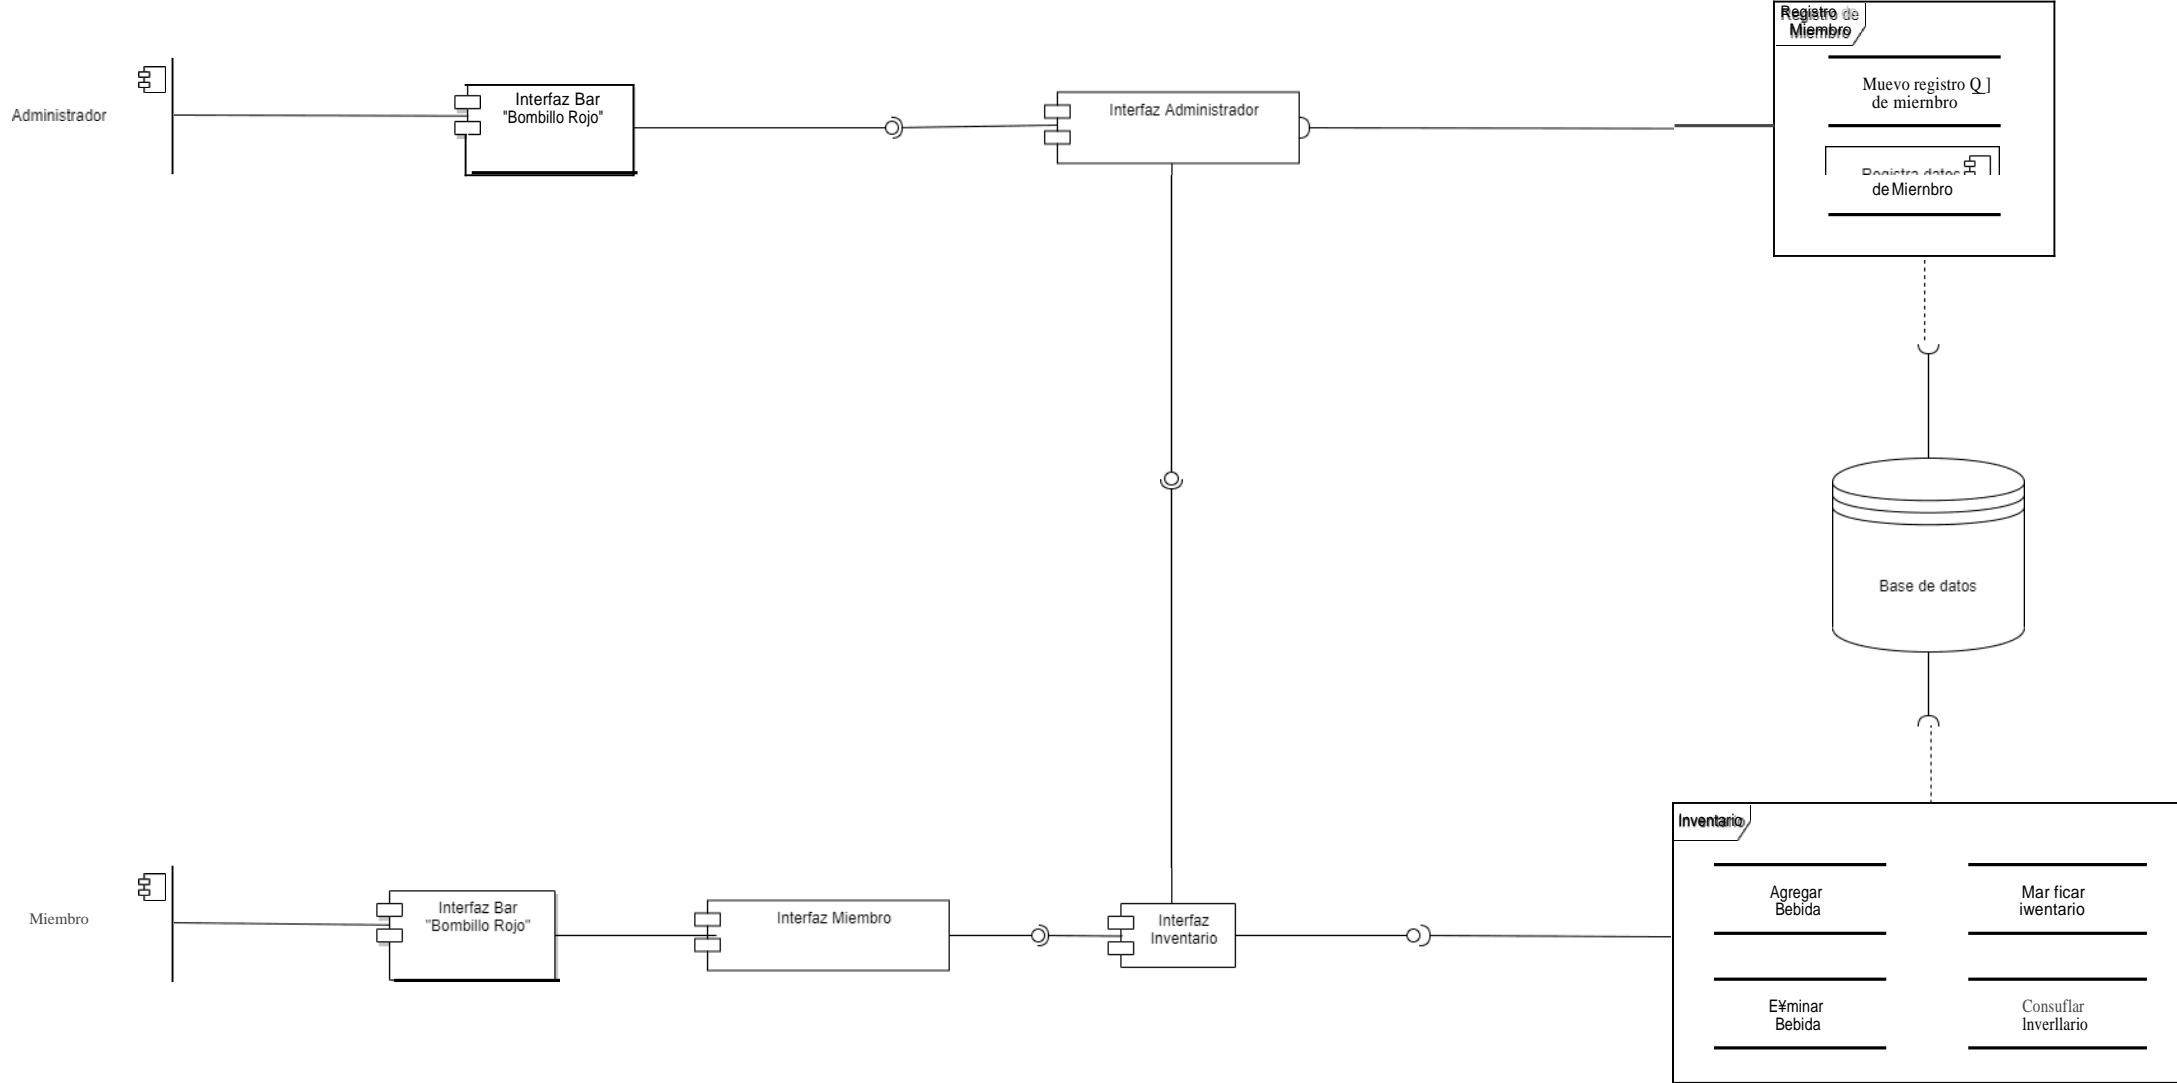 Registro de
Miembro
Muevo registro Q ]
de miernbro
Registra datos
de Miernbro
Administrador
Interfaz Bar
"Bombillo Rojo"
Interfaz Administrador
Base de datos
Miembro
Interfaz Bar
"Bombillo Rojo"
Interfaz Miembro
Interfaz
Inventario
Inventario
Agregar
Bebida
Mar ficar
iwentario
E¥minar
Bebida
Consuflar
lnverllario